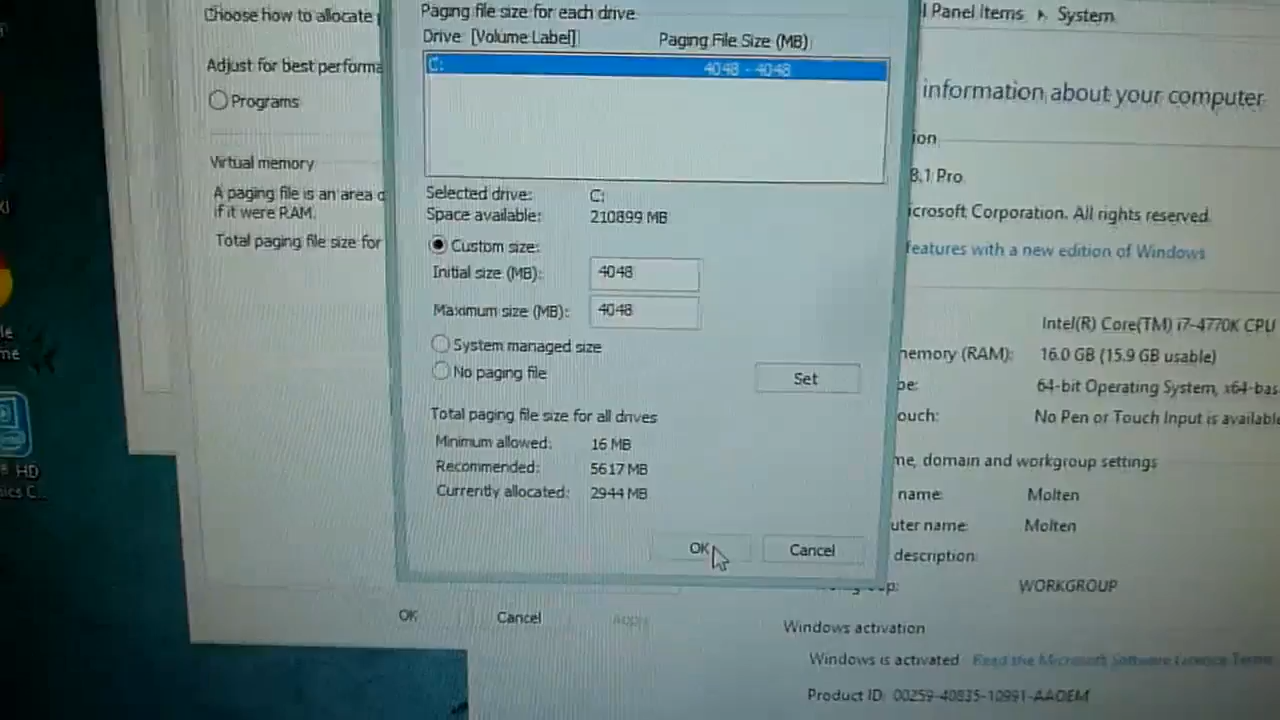 Choose how to allocate
Adjust for best performa
Programs
Virtual memory
A paging file is an area
if it were RAM.
Total paging file size for
Paging file size for each drive
Drive [Volume Label]
Paging File Size (MB)
C:
4048 - 4048
Selected drive:
C:
Space available:
210899 MB
Custom size:
Initial size (MB):
4048
Maximum size (MB):
4048
System managed size
No paging file
Set
Total paging file size for all drives
Minimum allowed:
16 MB
Recommended:
5617 MB
Currently allocated:
2944 MB
OK
Cancel
OK
Cancel
Apply
l Panel Items
System
information about your computer
ion
8.1 Pro
icrosoft Corporation. All rights reserved.
features with a new edition of Windows
Intel(R) Core(TM) i7-4770K CPU
memory (RAM):
16.0 GB (15.9 GB usable)
pe:
64-bit Operating System, x64-bas
ouch:
No Pen or Touch Input is available
me, domain and workgroup settings
name:
Molten
uter name:
Molten
description:
WORKGROUP
Windows activation
Windows is activated
Read the Microsoft Software License Terms
Product ID: 00259-40835-10991-AAOEM
HD
ics C...